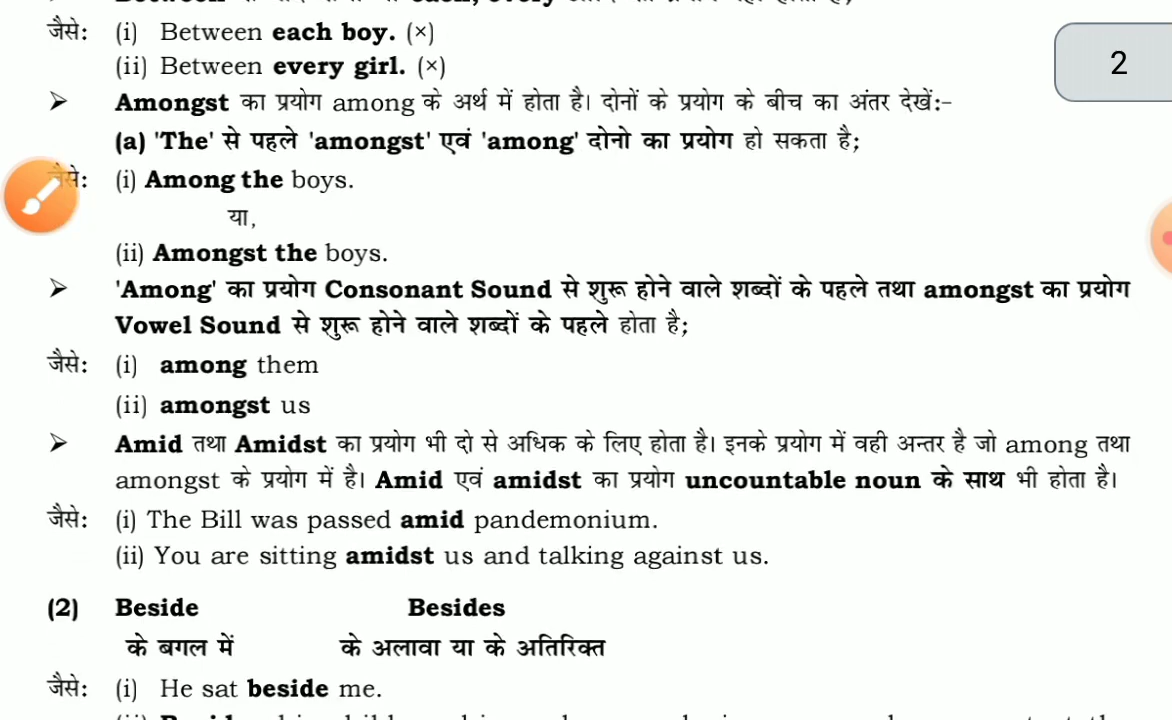 Between each, every
जैसे: (i) Between each boy. (×)
(ii) Between every girl. (×)
2
➢ Amongst का प्रयोग among के अर्थ में होता है। दोनों के प्रयोग के बीच का अंतर देखें:-
(a) 'The' से पहले 'amongst' एवं 'among' दोनो का प्रयोग हो सकता है;
जैसे: (i) Among the boys.
या,
(ii) Amongst the boys.
➢ 'Among' का प्रयोग Consonant Sound से शुरू होने वाले शब्दों के पहले तथा amongst का प्रयोग
Vowel Sound से शुरू होने वाले शब्दों के पहले होता है;
जैसे: (i) among them
(ii) amongst us
➢ Amid तथा Amidst का प्रयोग भी दो से अधिक के लिए होता है। इनके प्रयोग में वही अन्तर है जो among तथा
amongst के प्रयोग में है। Amid एवं amidst का प्रयोग uncountable noun के साथ भी होता है।
जैसे: (i) The Bill was passed amid pandemonium.
(ii) You are sitting amidst us and talking against us.
(2) Beside Besides
के बगल में के अलावा या के अतिरिक्त
जैसे: (i) He sat beside me.